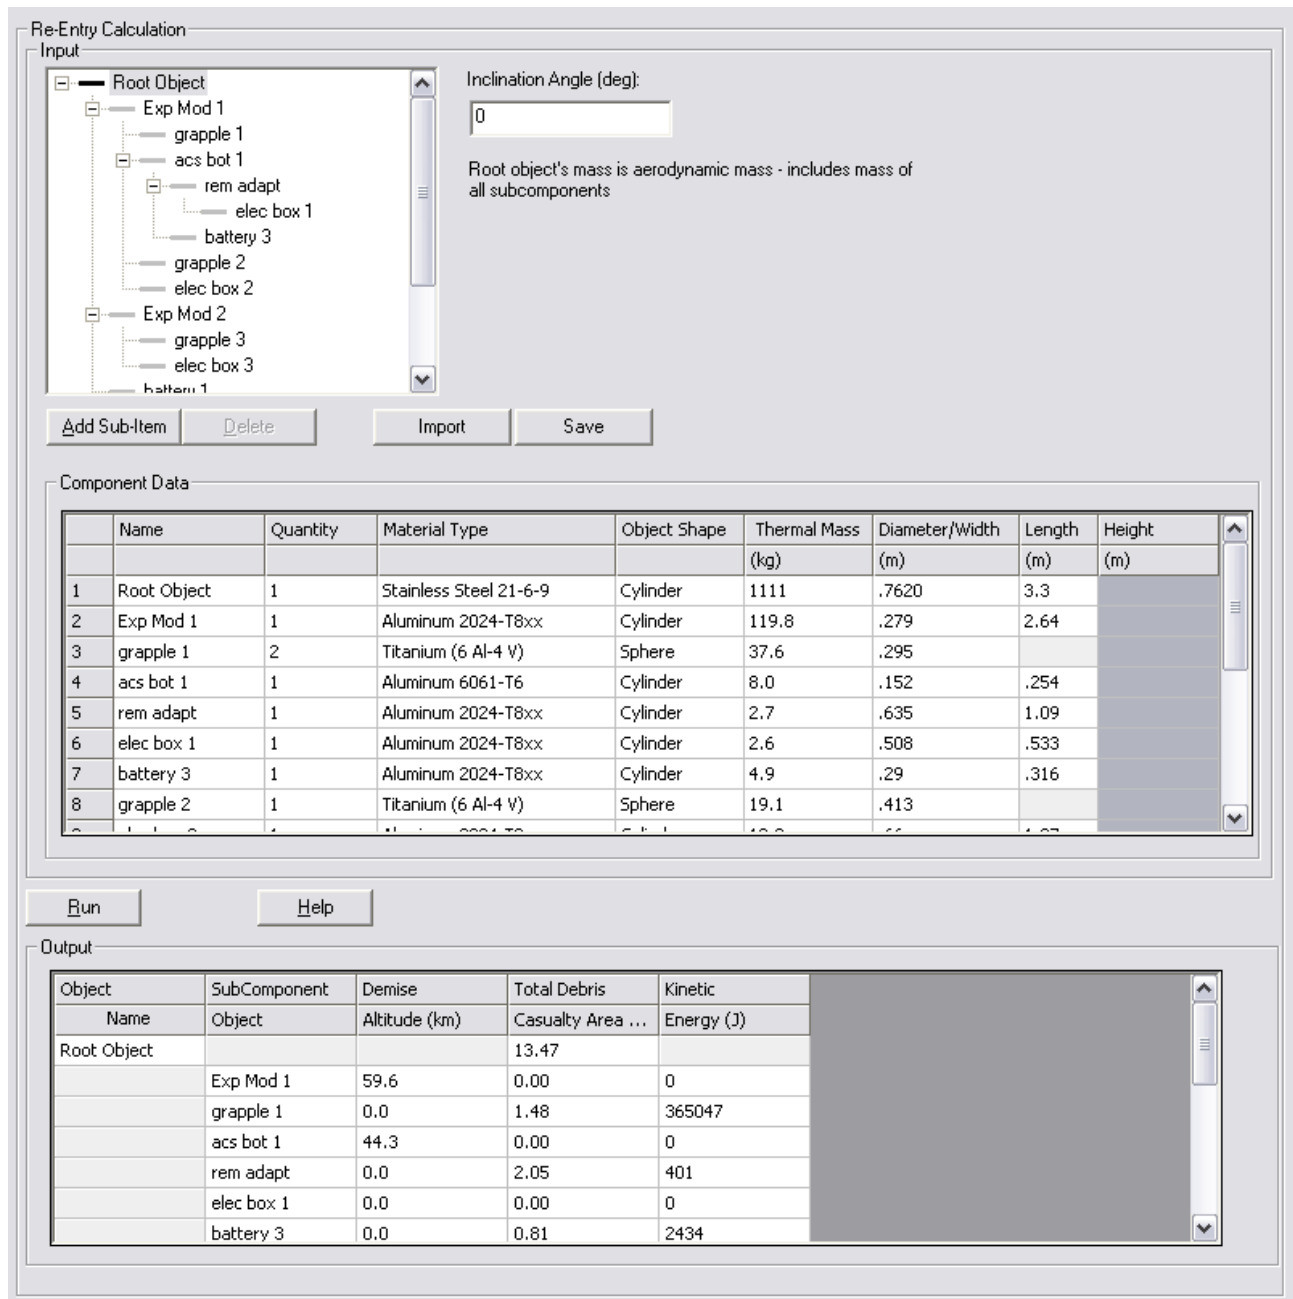 Re-Entry Calculation
Input
Root Object
Exp Mod 1
grapple 1
acs bot 1
rem adapt
elec box 1
battery 3
grapple 2
elec box 2
Exp Mod 2
grapple 3
elec box 3
battery 1
Inclination Angle (deg):
0
Root object's mass is aerodynamic mass - includes mass of
all subcomponents
Add Sub-Item Delete Import Save
Component Data
Name Quantity Material Type Object Shape Thermal Mass Diameter/Width Length Height
(kg) (m) (m) (m)
1 Root Object 1 Stainless Steel 21-6-9 Cylinder 1111 .7620 3.3
2 Exp Mod 1 1 Aluminum 2024-T8xx Cylinder 119.8 .279 2.64
3 grapple 1 2 Titanium (6 Al-4 V) Sphere 37.6 .295
4 acs bot 1 1 Aluminum 6061-T6 Cylinder 8.0 .152 .254
5 rem adapt 1 Aluminum 2024-T8xx Cylinder 2.7 .635 1.09
6 elec box 1 1 Aluminum 2024-T8xx Cylinder 2.6 .508 .533
7 battery 3 1 Aluminum 2024-T8xx Cylinder 4.9 .29 .316
8 grapple 2 1 Titanium (6 Al-4 V) Sphere 19.1 .413
Run Help
Output
Object SubComponent Demise Total Debris Kinetic
Name Object Altitude (km) Casualty Area ... Energy (J)
Root Object 13.47
Exp Mod 1 59.6 0.00 0
grapple 1 0.0 1.48 365047
acs bot 1 44.3 0.00 0
rem adapt 0.0 2.05 401
elec box 1 0.0 0.00 0
battery 3 0.0 0.81 2434